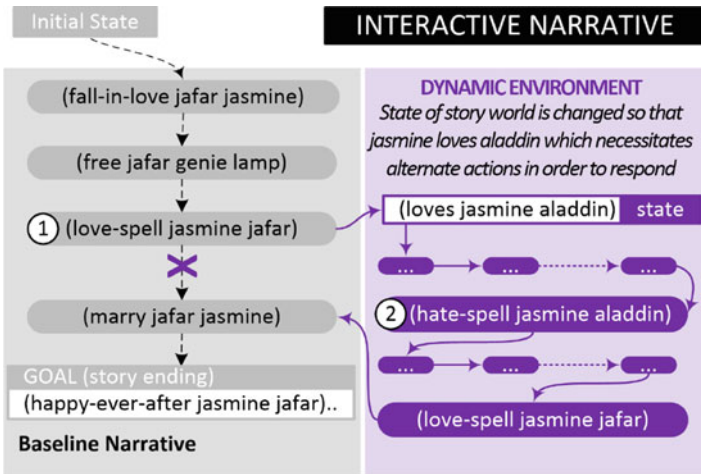 Initial State
INTERACTIVE NARRATIVE
(fall-in-love jafar jasmine)
(free jafar genie lamp)
1 (love-spell jasmine jafar)
(marry jafar jasmine)
GOAL (story ending)
(happy-ever-after jasmine jafar)..
Baseline Narrative
DYNAMIC ENVIRONMENT
State of story world is changed so that
jasmine loves aladdin which necessitates
alternate actions in order to respond
(loves jasmine aladdin) state
... ... ...
2 (hate-spell jasmine aladdin)
... ... ...
(love-spell jasmine jafar)